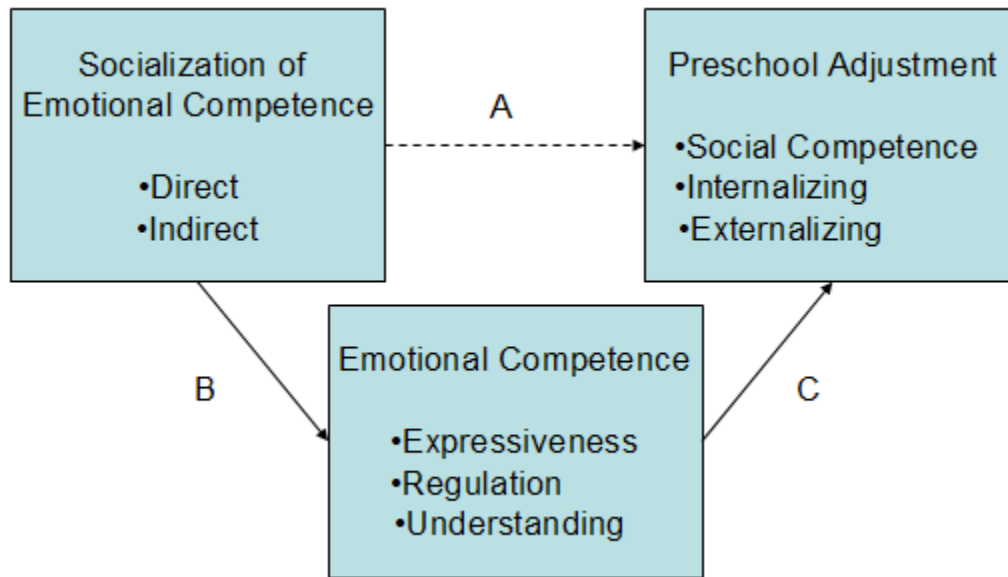 Socialization of
Emotional Competence
•Direct
•Indirect
A
Preschool Adjustment
•Social Competence
•Internalizing
•Externalizing
B
Emotional Competence
•Expressiveness
•Regulation
•Understanding
C